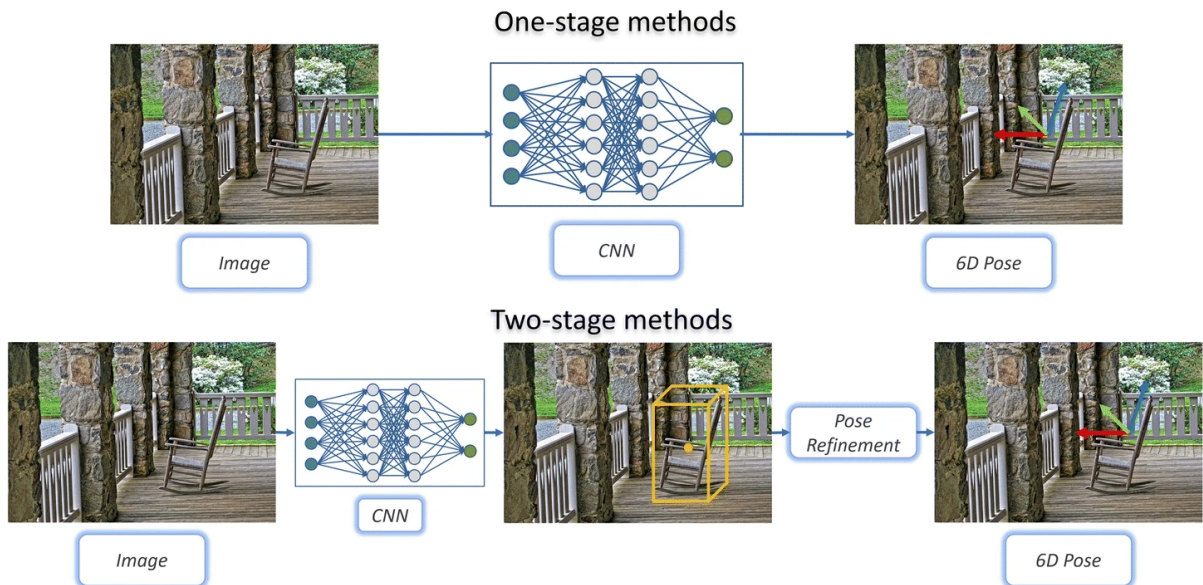 One-stage methods
Image
CNN
6D Pose
Two-stage methods
Pose
Refinement
CNN
Image
6D Pose